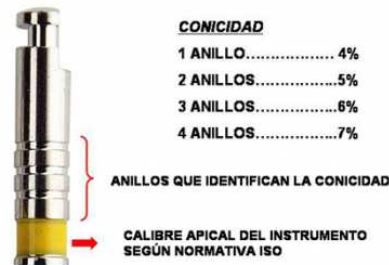 CONICIDAD
1 ANILLO.................. 4%
2 ANILLOS...............5%
3 ANILLOS...............6%
4 ANILLOS...............7%
ANILLOS QUE IDENTIFICAN LA CONICIDAD
CALIBRE APICAL DEL INSTRUMENTO
SEGÚN NORMATIVA ISO